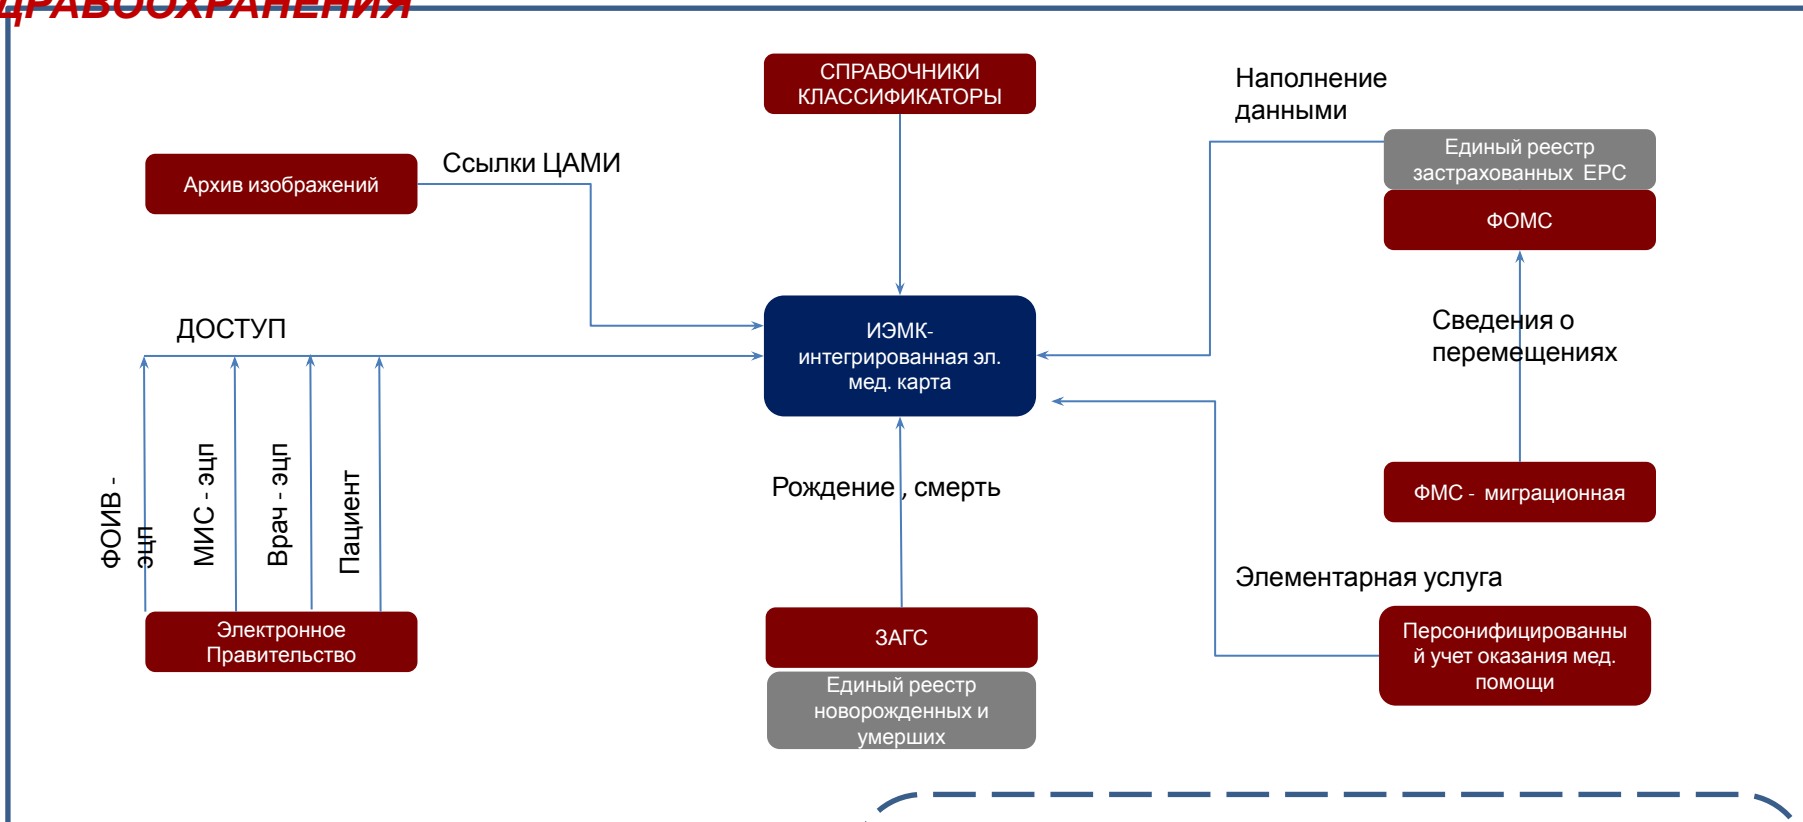 ДРАВООХРАНЕНИЯ
СПРАВОЧНИКИ
КЛАССИФИКАТОРЫ
Наполнение
данными
Архив изображений
Ссылки ЦАМИ
Единый реестр
застрахованных ЕРС
ФОМС
ДОСТУП
ИЭМК-
интегрированная эл.
мед. карта
Сведения о
перемещениях
ФОИВ -
эцп
МИС - эцп
Врач - эцп
Пациент
Рождение , смерть
ФМС - миграционная
Элементарная услуга
Электронное
Правительство
ЗАГС
Единый реестр
новорожденных и
умерших
Персонифицированны
й учет оказания мед.
помощи